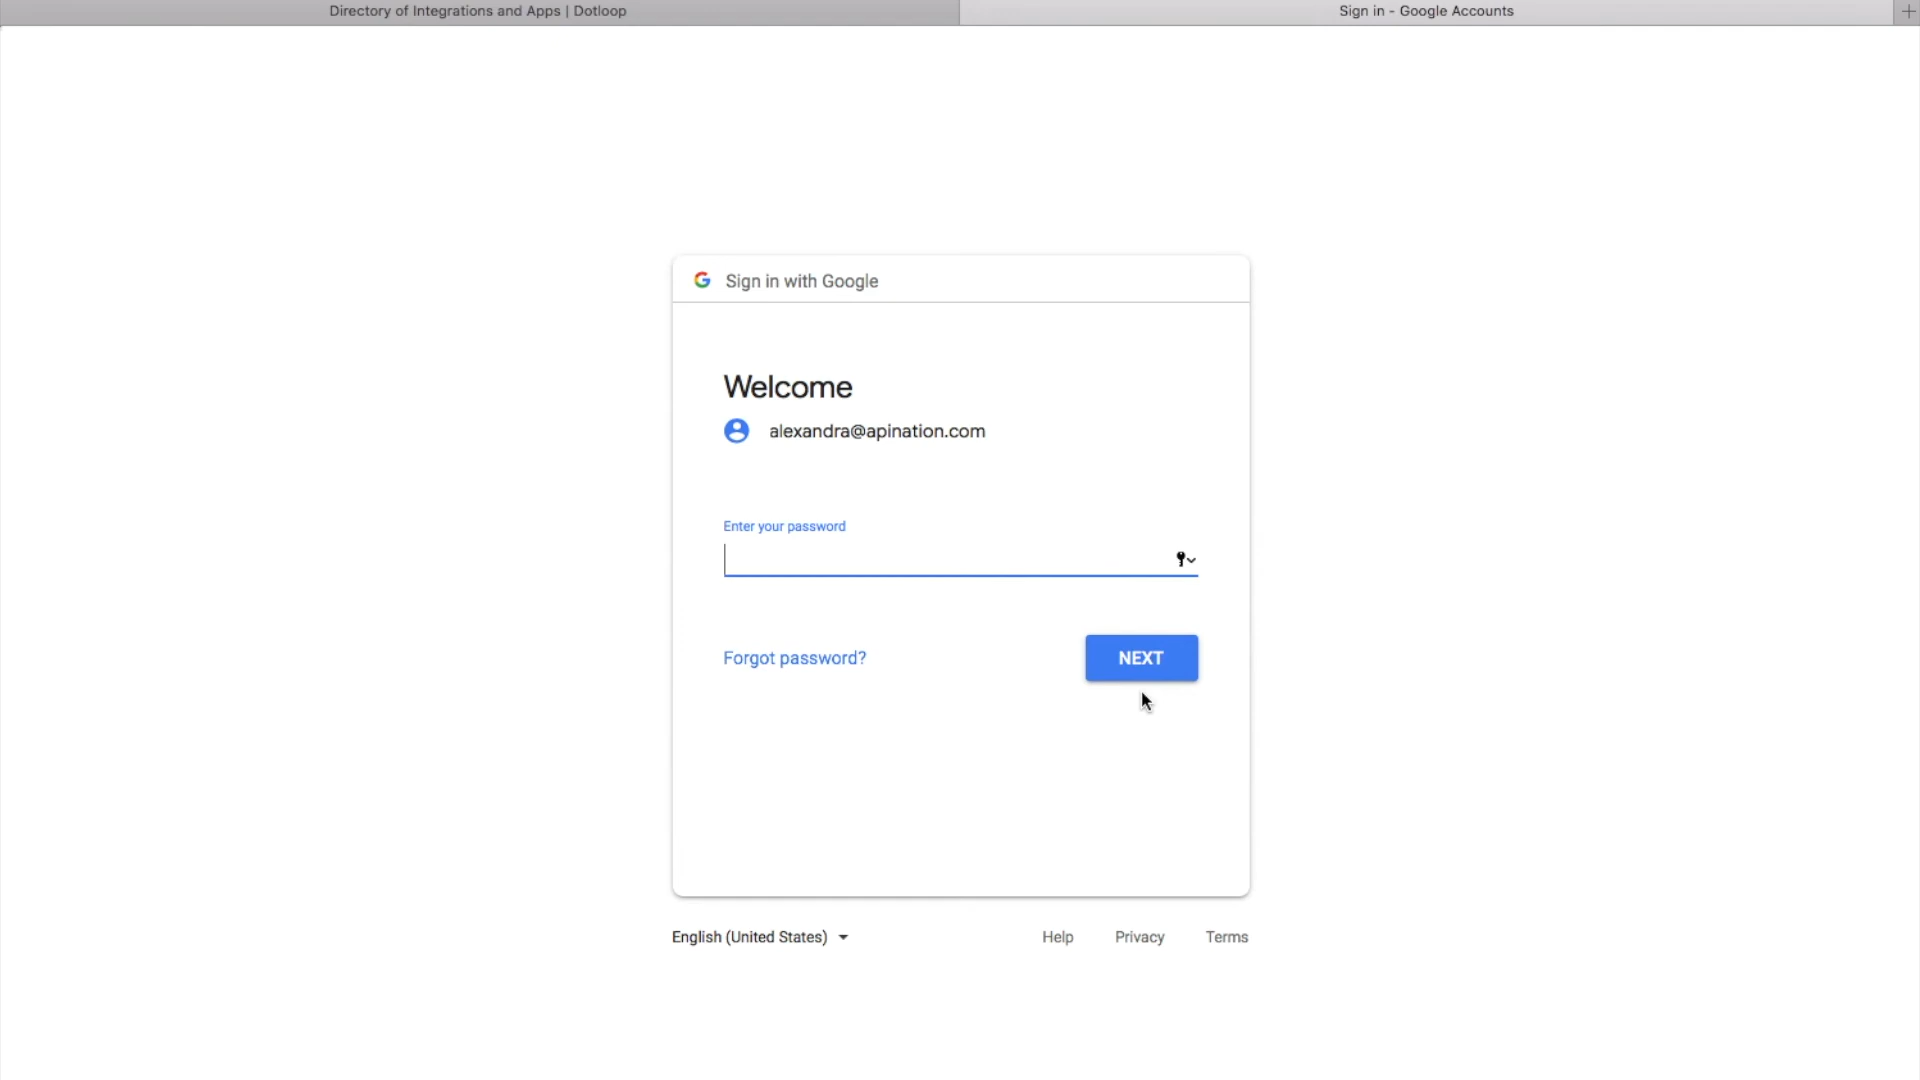 Directory of Integrations and Apps | Dotloop
Sign in - Google Accounts
Sign in with Google
Welcome
alexandra@apination.com
Enter your password
Forgot password?
NEXT
English (United States)
Help
Privacy
Terms